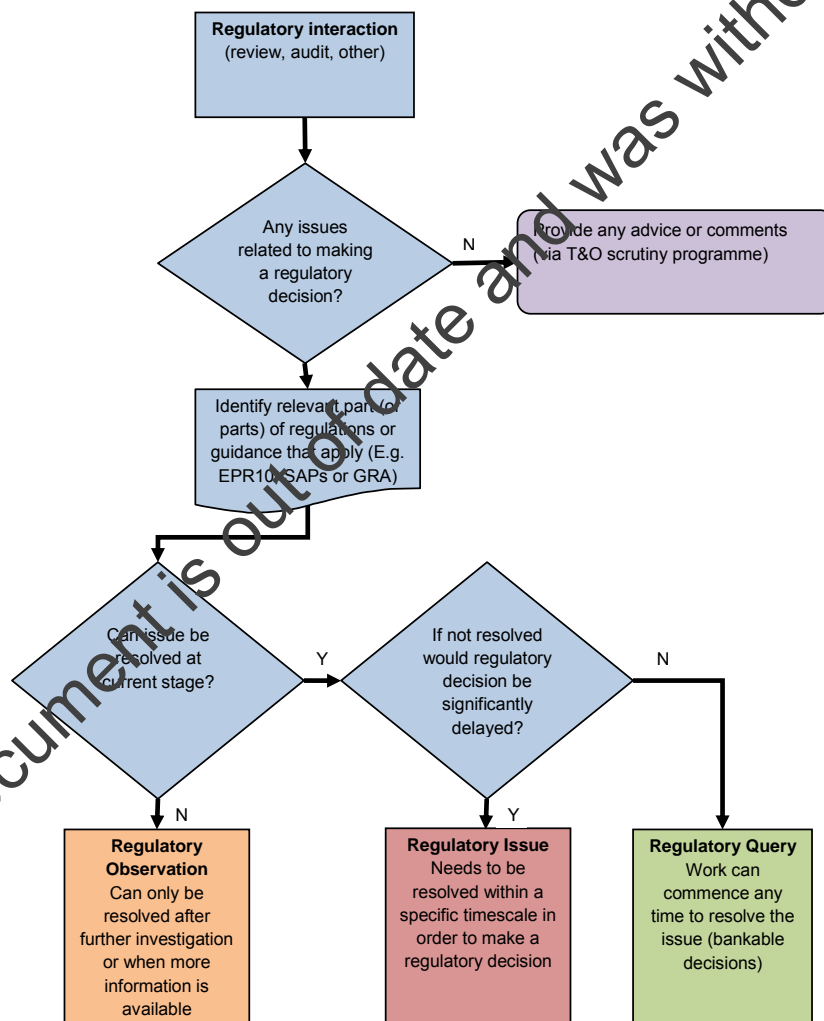 Regulatory interaction
(review, audit, other)
Any issues
related to making
a regulatory
decision?
N
Provide any advice or comments
(via T&O scrutiny programme)
Identify relevant part (or
parts) of regulations or
guidance that apply (E.g.
EPR10, SAPs or GRA)
Can issue be
resolved at
current stage?
Y
If not resolved
would regulatory
decision be
significantly
delayed?
N
N
Y
Regulatory
Observation
Can only be
resolved after
further investigation
or when more
information is
available
Regulatory Issue
Needs to be
resolved within a
specific timescale in
order to make a
regulatory decision
Regulatory Query
Work can
commence any
time to resolve the
issue (bankable
decisions)
document is out of date and was